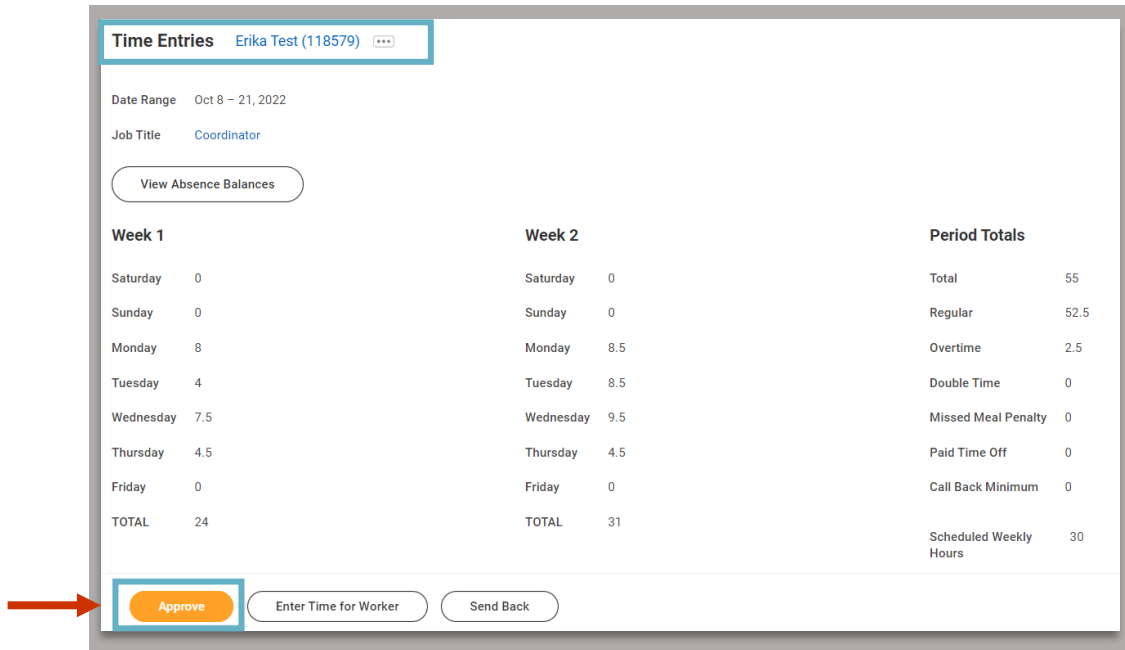 Time Entries Erika Test (118579)
Date Range Oct 8 – 21, 2022
Job Title Coordinator
View Absence Balances
Week 1 Week 2 Period Totals
Saturday 0 Saturday 0 Total 55
Sunday 0 Sunday 0 Regular 52.5
Monday 8 Monday 8.5 Overtime 2.5
Tuesday 4 Tuesday 8.5 Double Time 0
Wednesday 7.5 Wednesday 9.5 Missed Meal Penalty 0
Thursday 4.5 Thursday 4.5 Paid Time Off 0
Friday 0 Friday 0 Call Back Minimum 0
TOTAL 24 TOTAL 31
Scheduled Weekly 30
Hours
Approve Enter Time for Worker Send Back